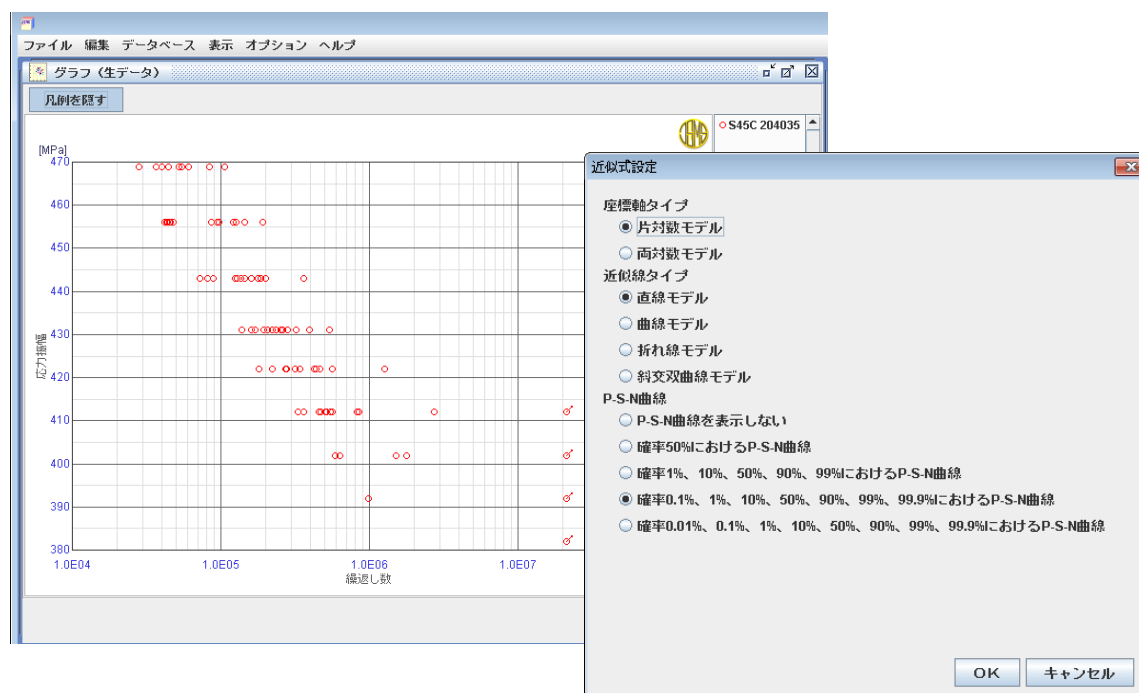 ファイル 編集 データベース 表示 オプション ヘルプ
グラフ（生データ）
凡例を隠す
S45C 204035
[MPa]
470
460
450
440
430
420
410
400
390
380
応力振幅
1.0E04
1.0E05
1.0E06
1.0E07
繰返し数
近似式設定
座標軸タイプ
片対数モデル
両対数モデル
近似線タイプ
直線モデル
曲線モデル
折れ線モデル
斜交双曲線モデル
P-S-N曲線
P-S-N曲線を表示しない
確率50%におけるP-S-N曲線
確率1%、10%、50%、90%、99%におけるP-S-N曲線
確率0.1%、1%、10%、50%、90%、99%、99.9%におけるP-S-N曲線
確率0.01%、0.1%、1%、10%、50%、90%、99%、99.9%におけるP-S-N曲線
OK
キャンセル